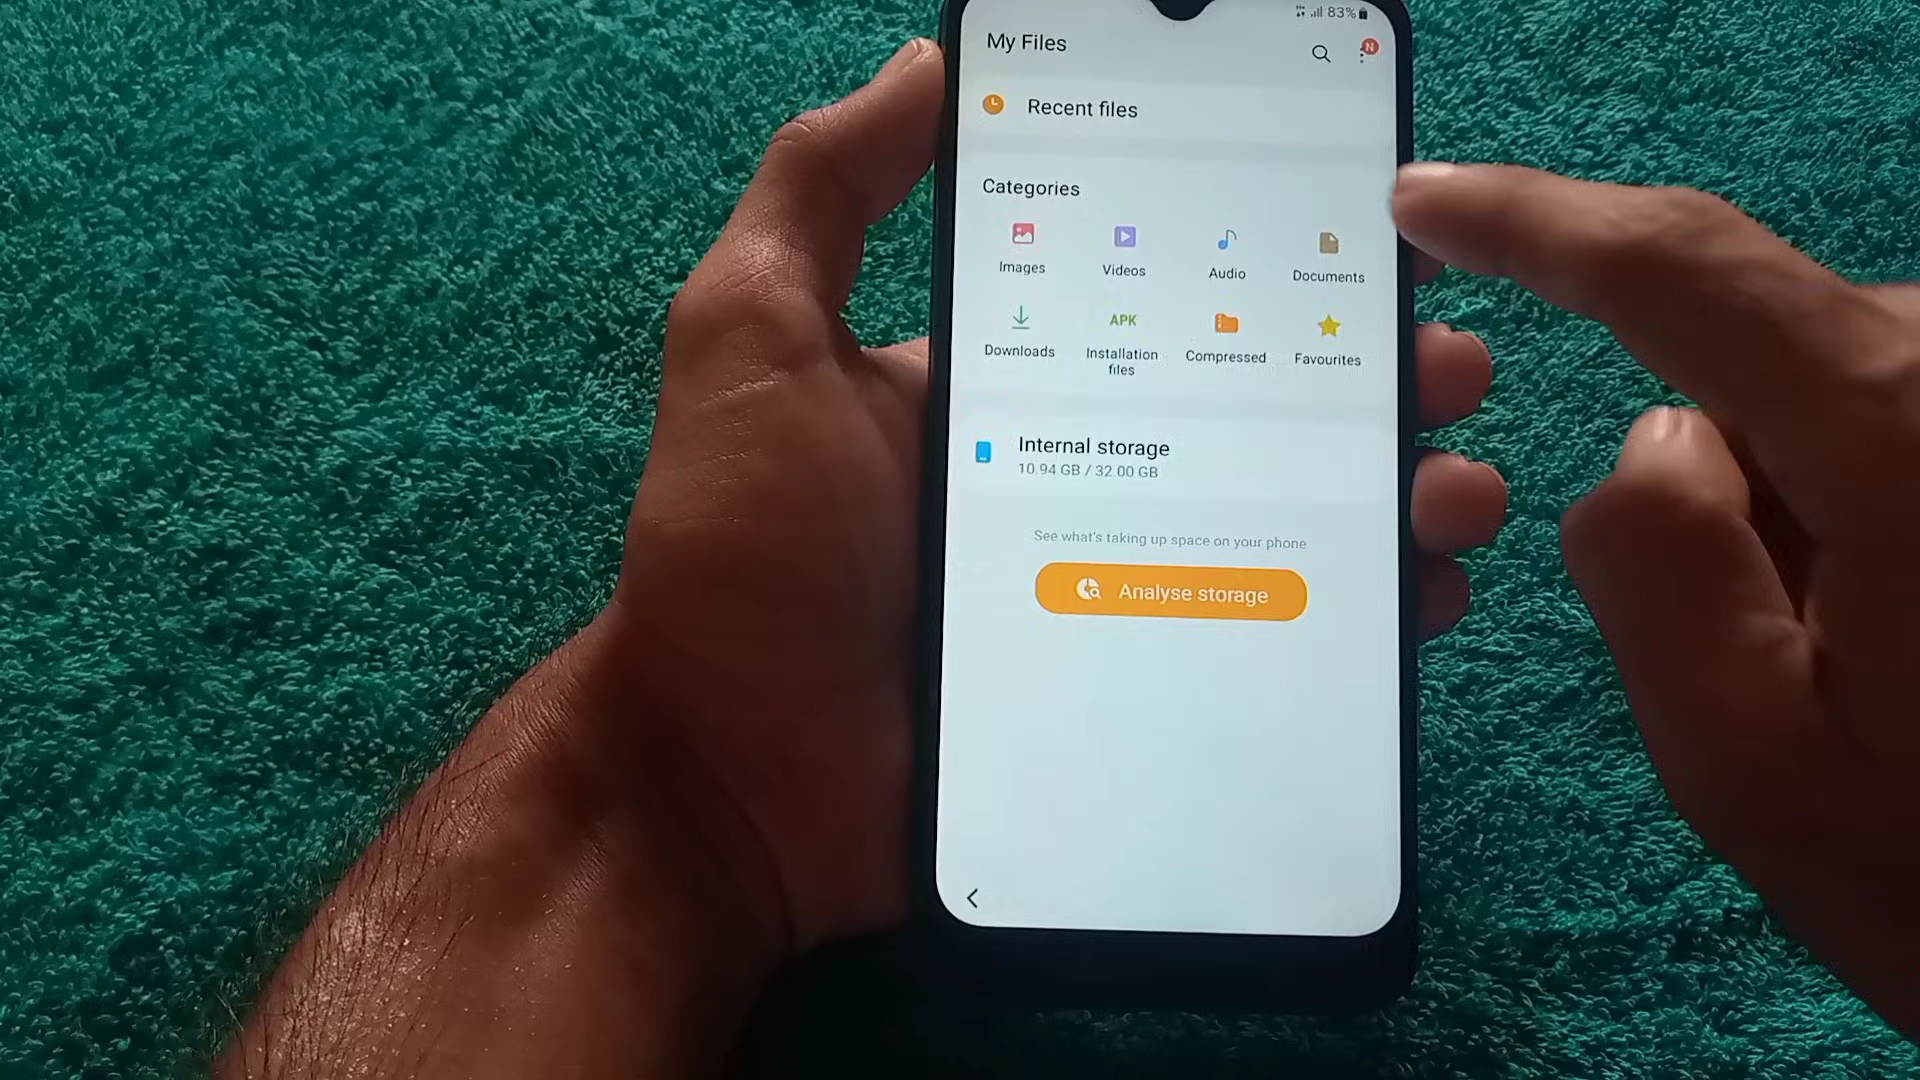 83%
My Files
N
Recent files
Categories
Images
Videos
Audio
Documents
Downloads
APK
Installation
files
Compressed
Favourites
Internal storage
10.94 GB / 32.00 GB
See what's taking up space on your phone
Analyse storage